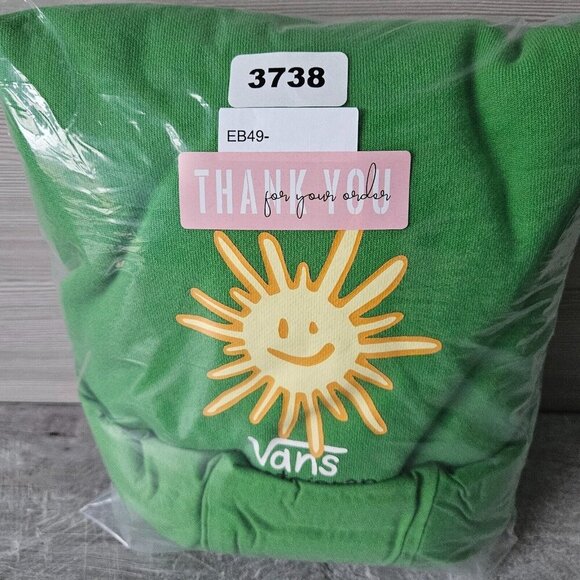 3738
EB49-
THANK YOU
for your order
Vans